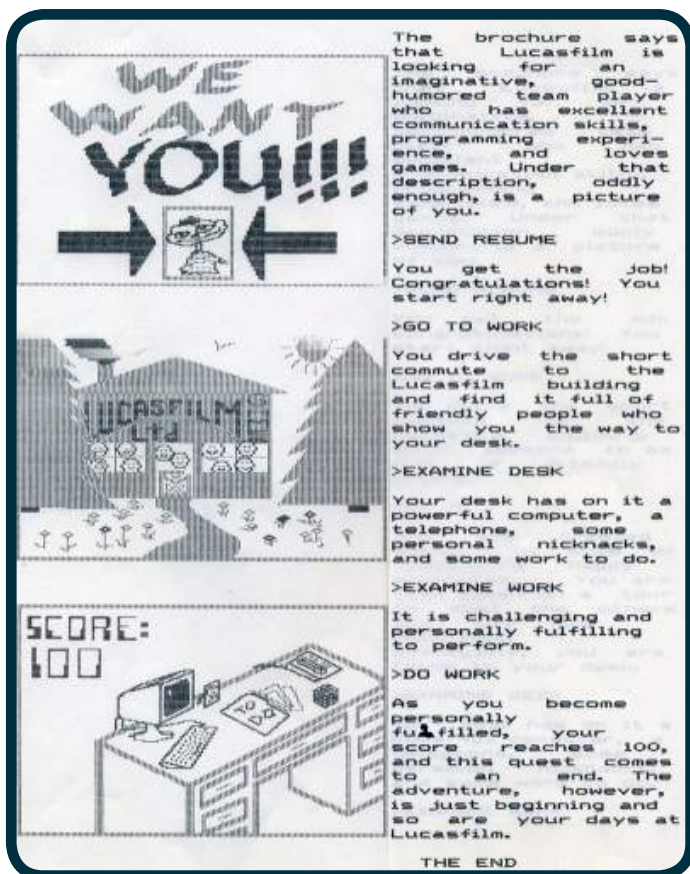 WE
WANT
YOU!!!
LUCASFILM
Ltd
SCORE:
100
The brochure says
that Lucasfilm is
looking for an
imaginative, good-
humored team player
who has excellent
communication skills,
programming experi-
ence, and loves
games. Under that
description, oddly
enough, is a picture
of you.
>SEND RESUME
You get the job!
Congratulations! You
start right away!
>GO TO WORK
You drive the short
commute to the
Lucasfilm building
and find it full of
friendly people who
show you the way to
your desk.
>EXAMINE DESK
Your desk has on it a
powerful computer, a
telephone, some
personal nicknacks,
and some work to do.
>EXAMINE WORK
It is challenging and
personally fulfilling
to perform.
>DO WORK
As you become
personally
fulfilled, your
score reaches 100,
and this quest comes
to an end. The
adventure, however,
is just beginning and
so are your days at
Lucasfilm.
THE END